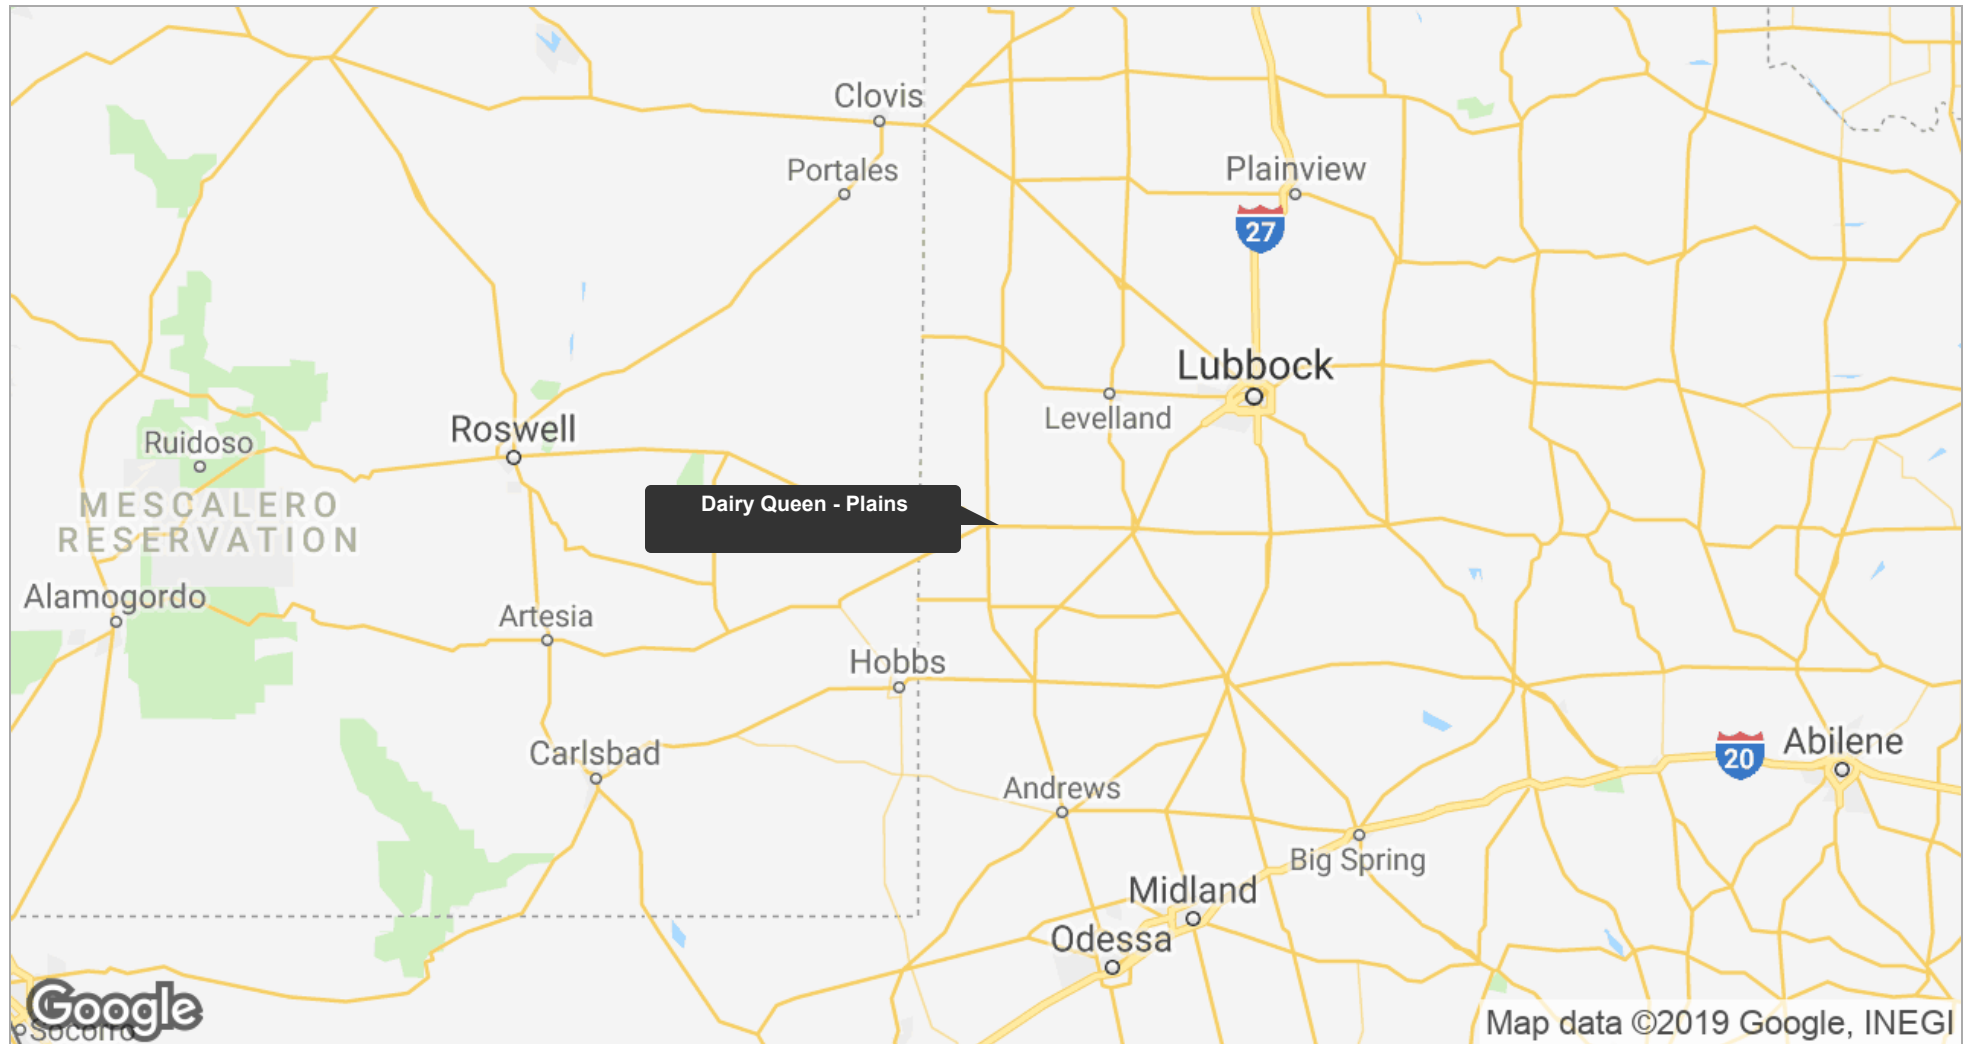 Clovis
Portales
Plainview
27
Lubbock
Levelland
Roswell
Ruidoso
MESCALERO
RESERVATION
Dairy Queen - Plains
Alamogordo
Artesia
Hobbs
Carlsbad
20
Abilene
Andrews
Big Spring
Midland
Odessa
Google
Socorro
Map data ©2019 Google, INEGI